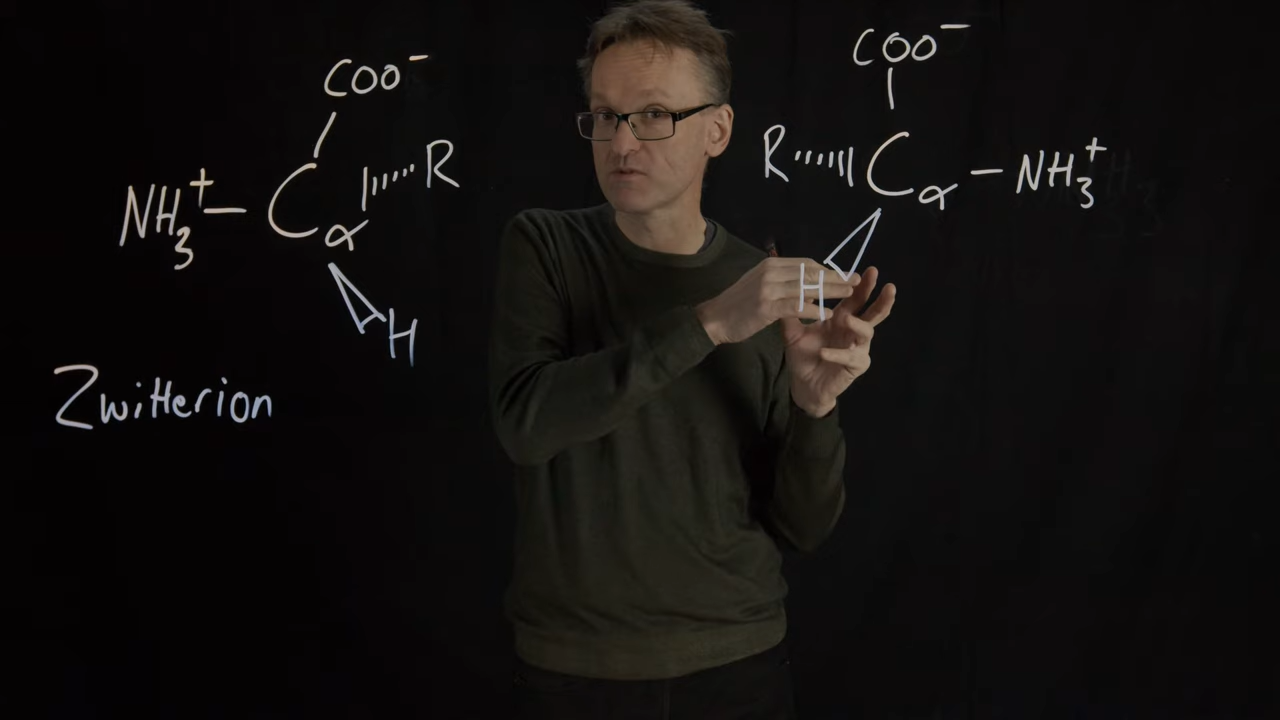 COO⁻
NH₃⁺ – Cα R
H
Zwitterion
COO⁻
R Cα – NH₃⁺
H